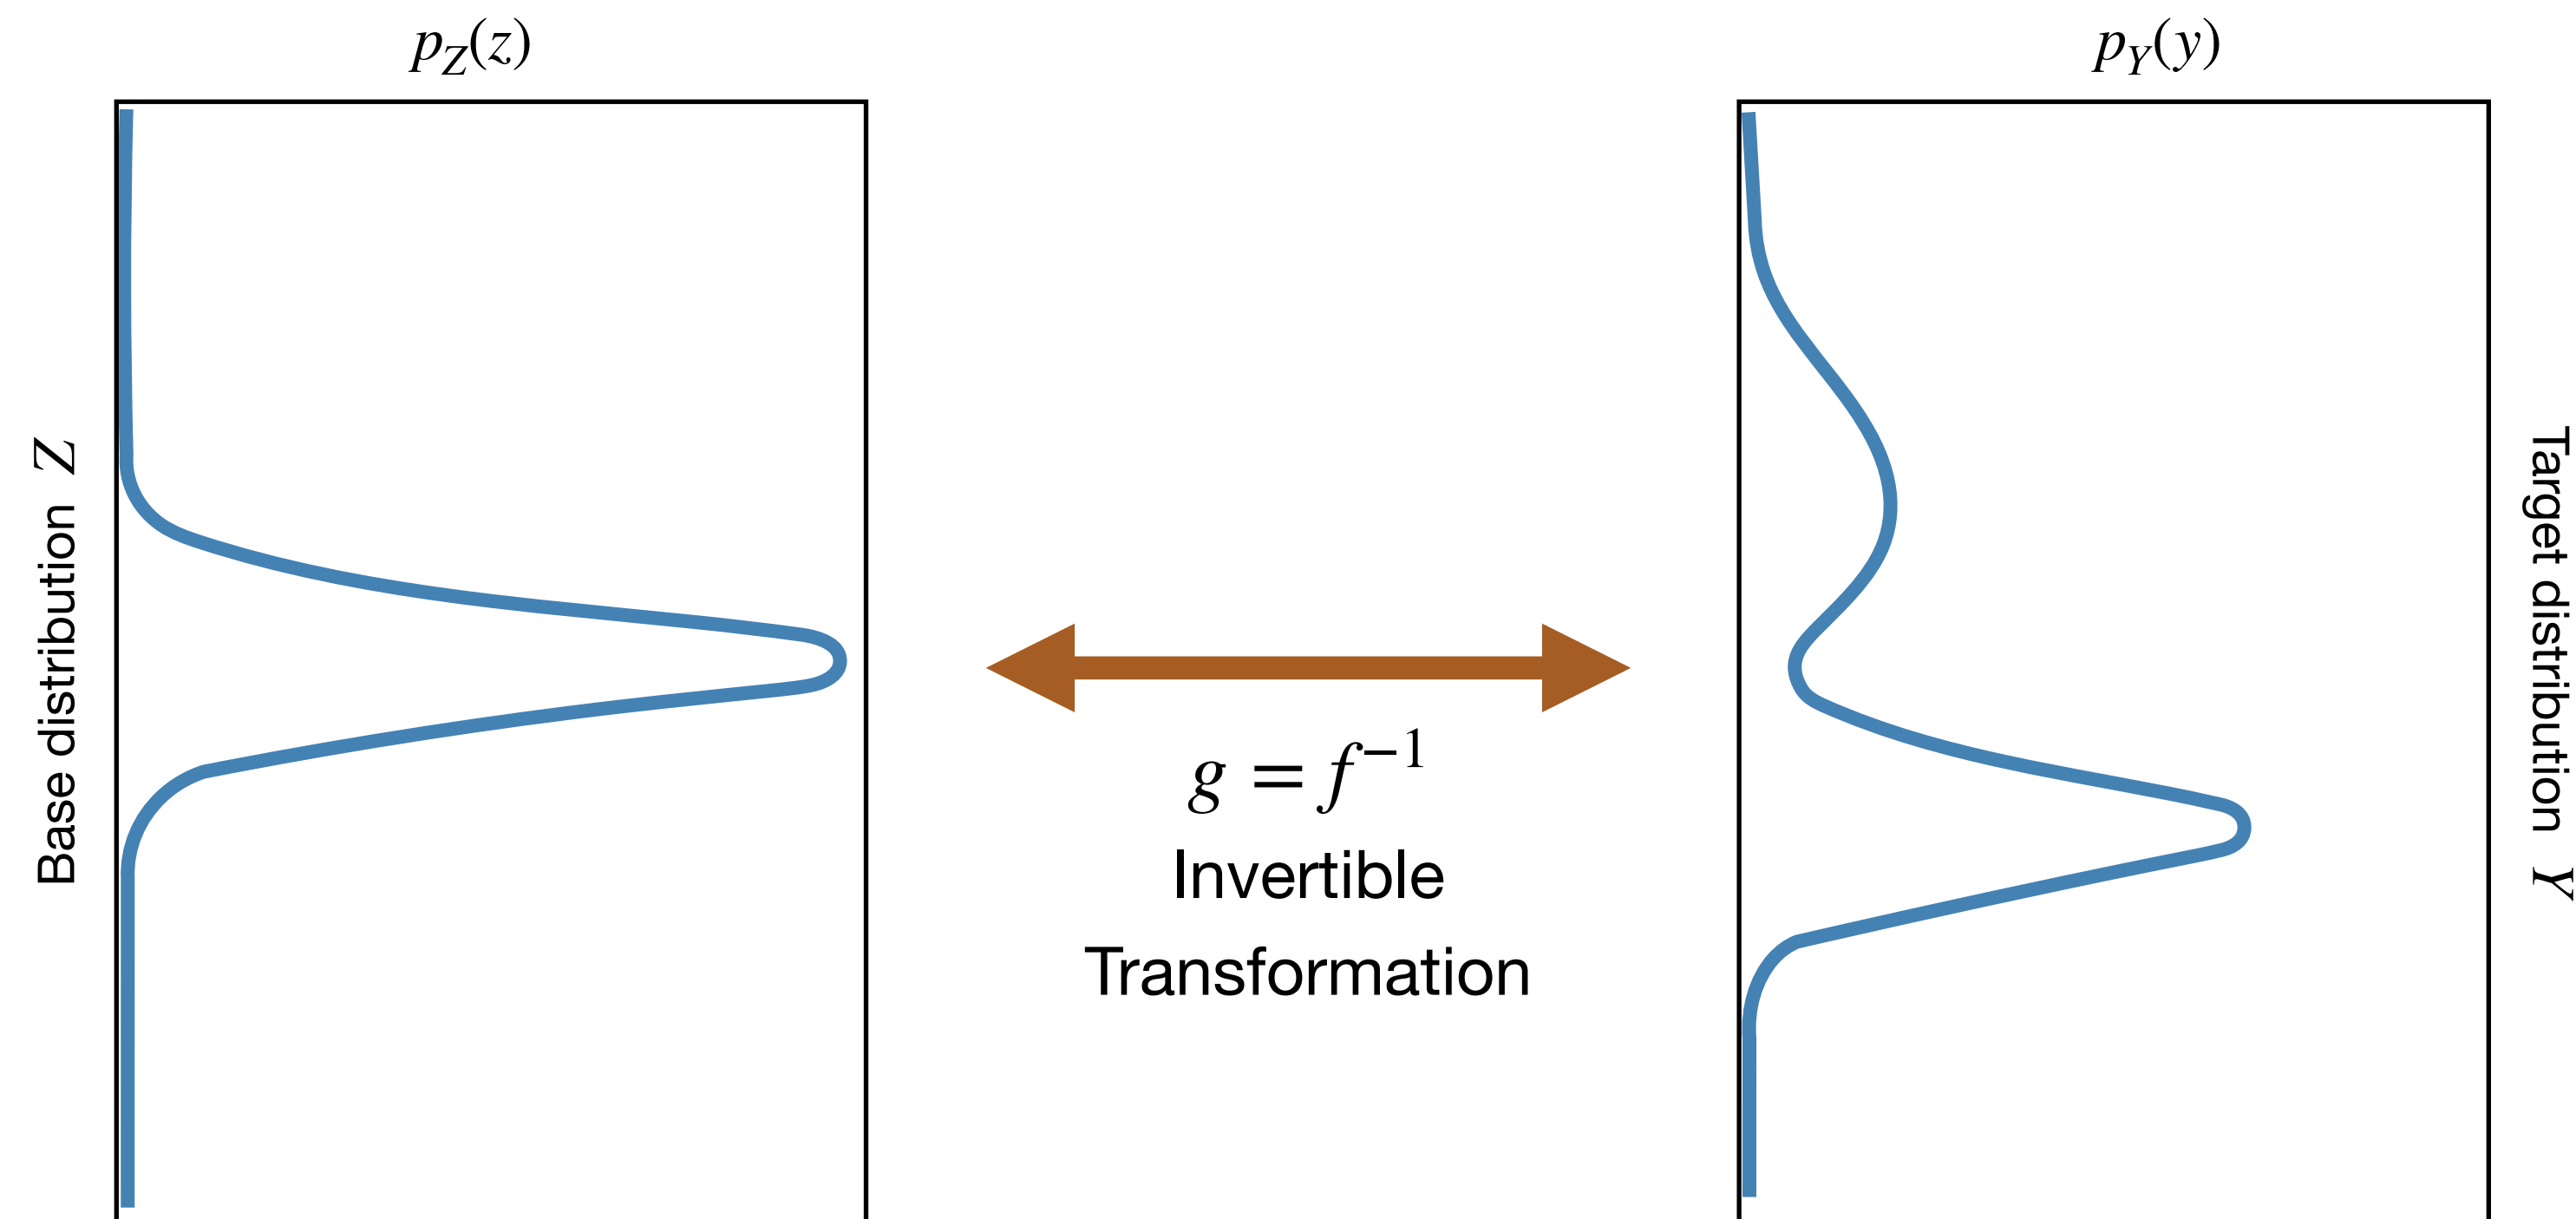 p_Z(z)
p_Y(y)
Base distribution Z
g = f^{-1}
Invertible
Transformation
Target distribution Y